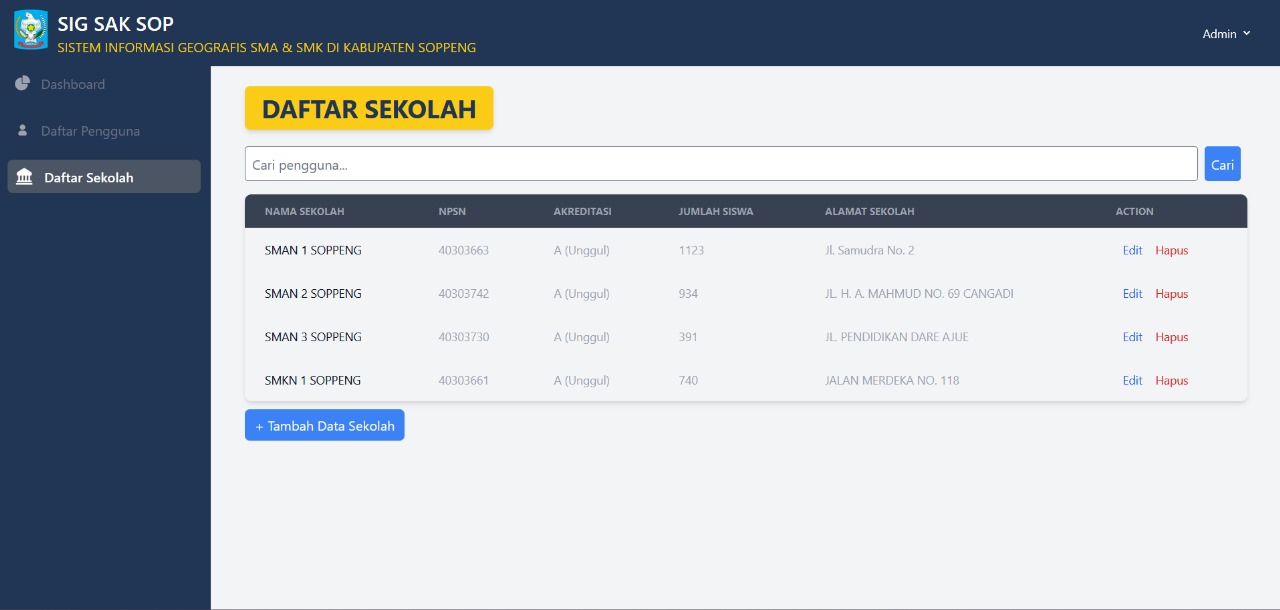 SIG SAK SOP
SISTEM INFORMASI GEOGRAFIS SMA & SMK DI KABUPATEN SOPPENG
Admin
Dashboard
Daftar Pengguna
Daftar Sekolah
DAFTAR SEKOLAH
Cari pengguna... Cari
NAMA SEKOLAH NPSN AKREDITASI JUMLAH SISWA ALAMAT SEKOLAH ACTION
SMAN 1 SOPPENG 40303663 A (Unggul) 1123 Jl. Samudra No. 2 Edit Hapus
SMAN 2 SOPPENG 40303742 A (Unggul) 934 JL. H. A. MAHMUD NO. 69 CANGADI Edit Hapus
SMAN 3 SOPPENG 40303730 A (Unggul) 391 JL. PENDIDIKAN DARE AJUE Edit Hapus
SMKN 1 SOPPENG 40303661 A (Unggul) 740 JALAN MERDEKA NO. 118 Edit Hapus
+ Tambah Data Sekolah